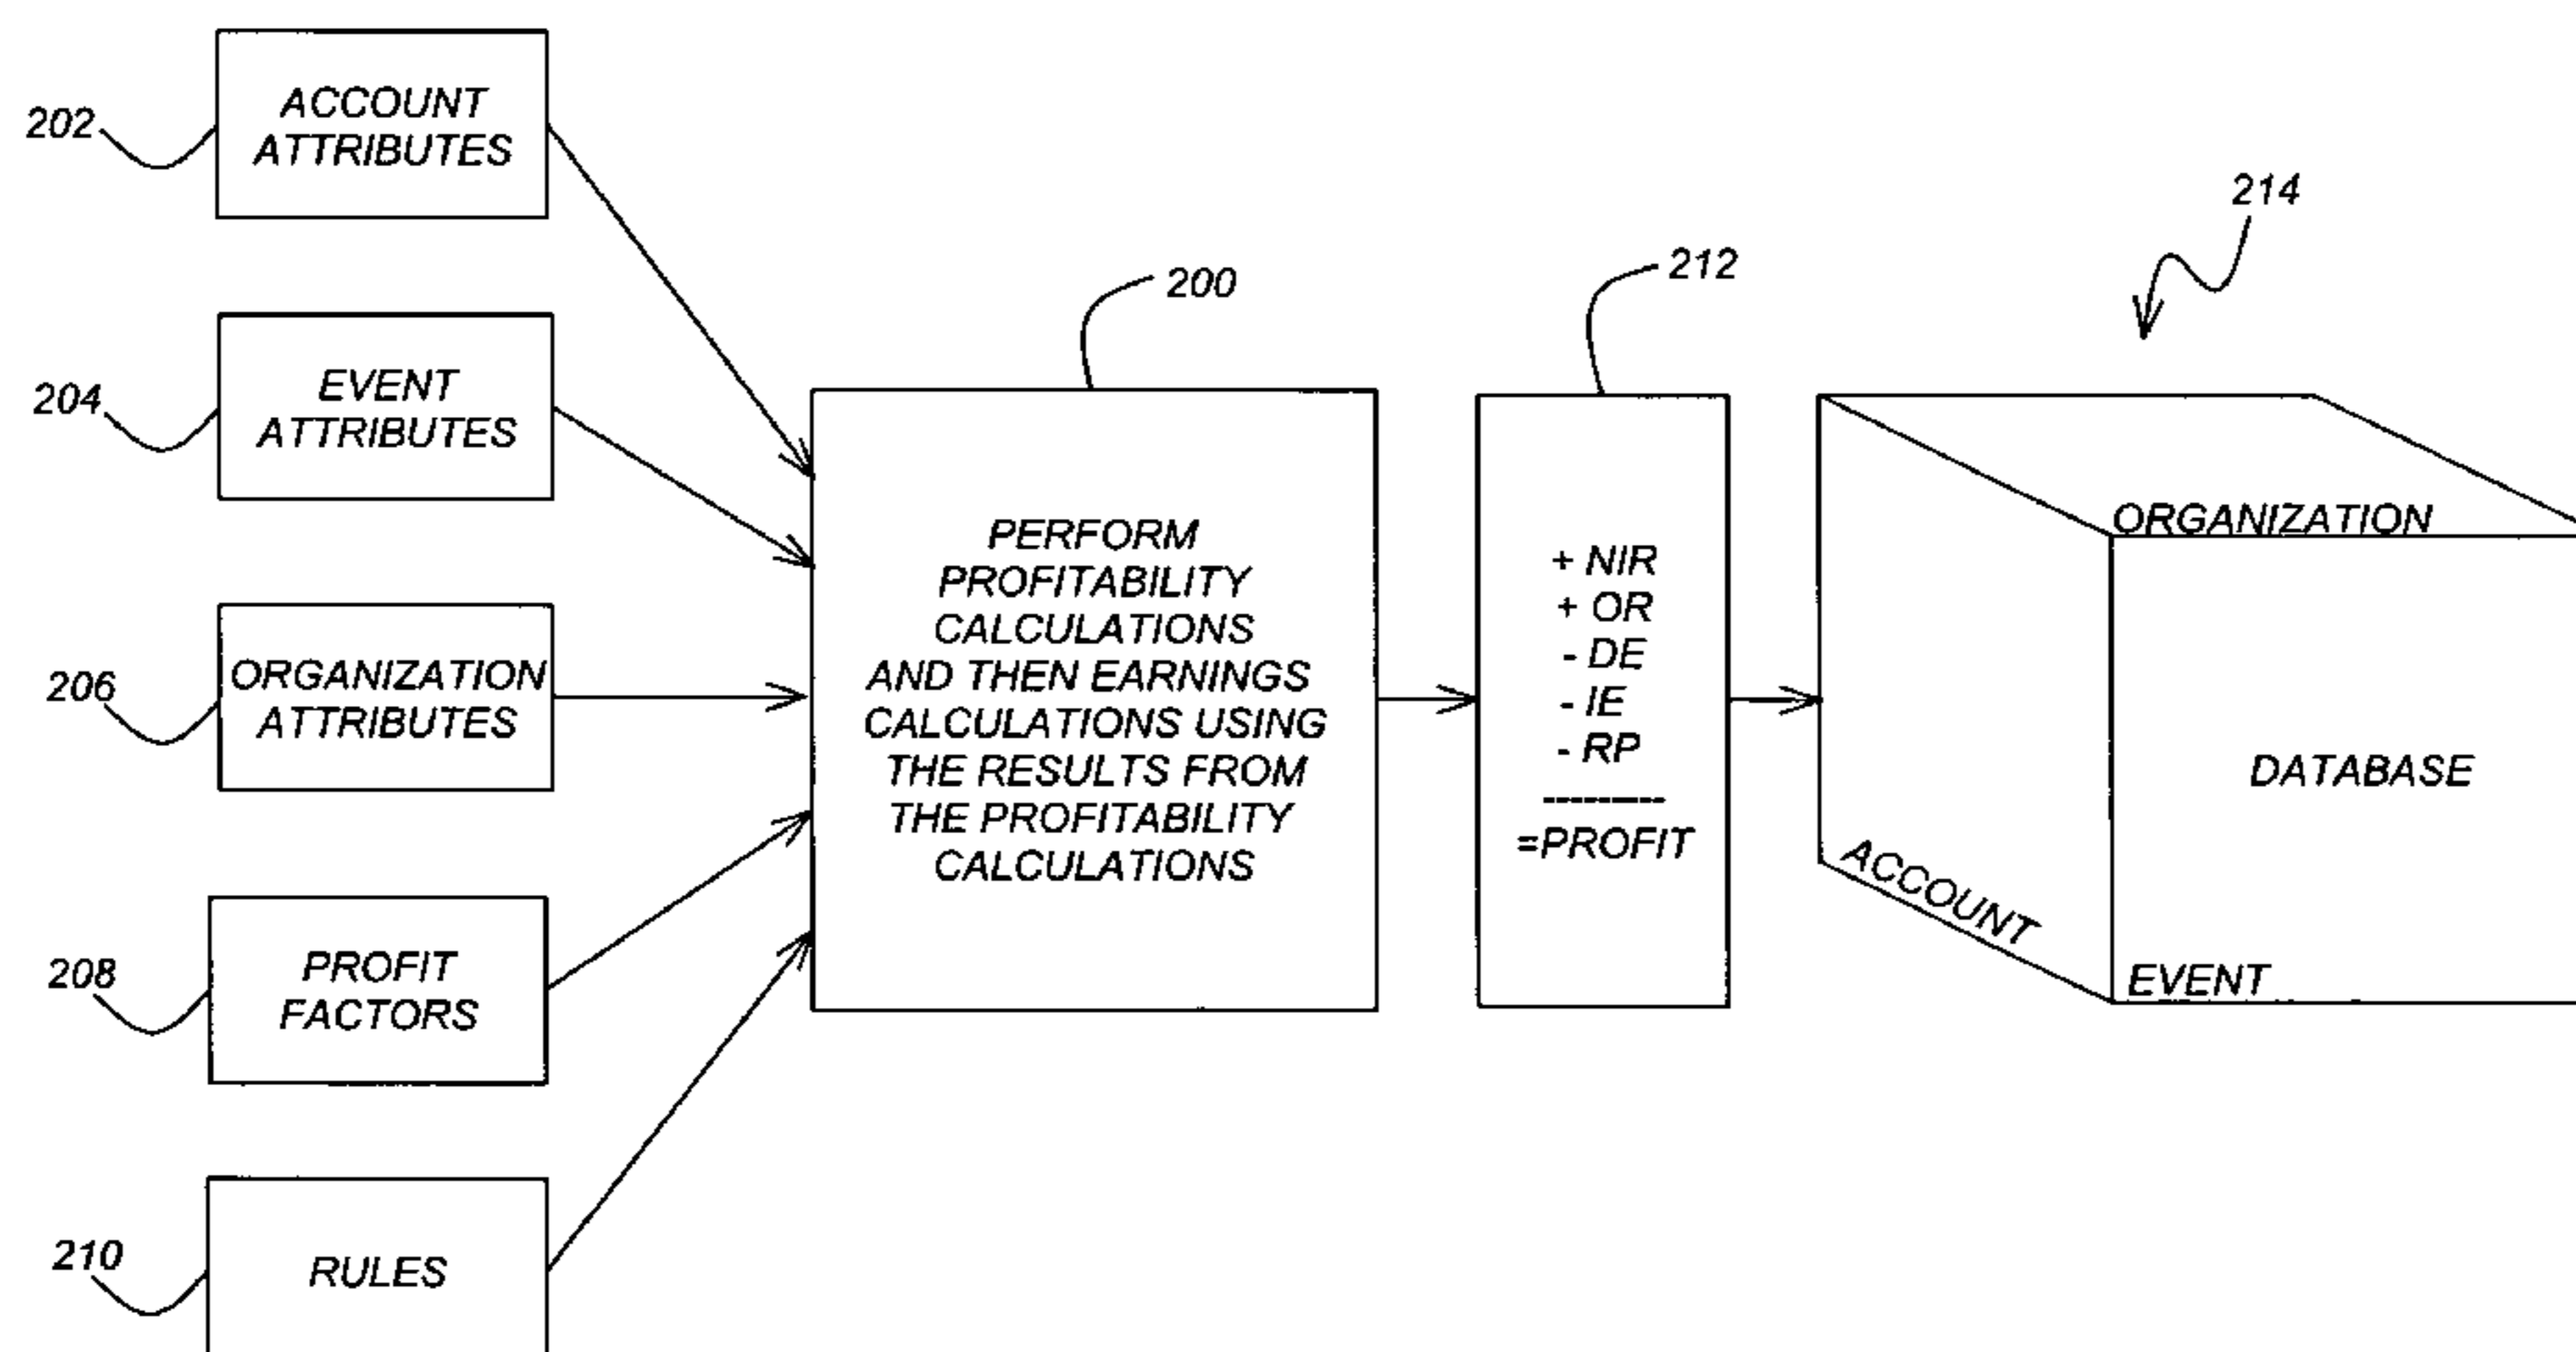 202
ACCOUNT
ATTRIBUTES
204
EVENT
ATTRIBUTES
206
ORGANIZATION
ATTRIBUTES
208
PROFIT
FACTORS
210
RULES
200
PERFORM
PROFITABILITY
CALCULATIONS
AND THEN EARNINGS
CALCULATIONS USING
THE RESULTS FROM
THE PROFITABILITY
CALCULATIONS
212
+ NIR
+ OR
- DE
- IE
- RP
---------
=PROFIT
214
ORGANIZATION
DATABASE
ACCOUNT
EVENT